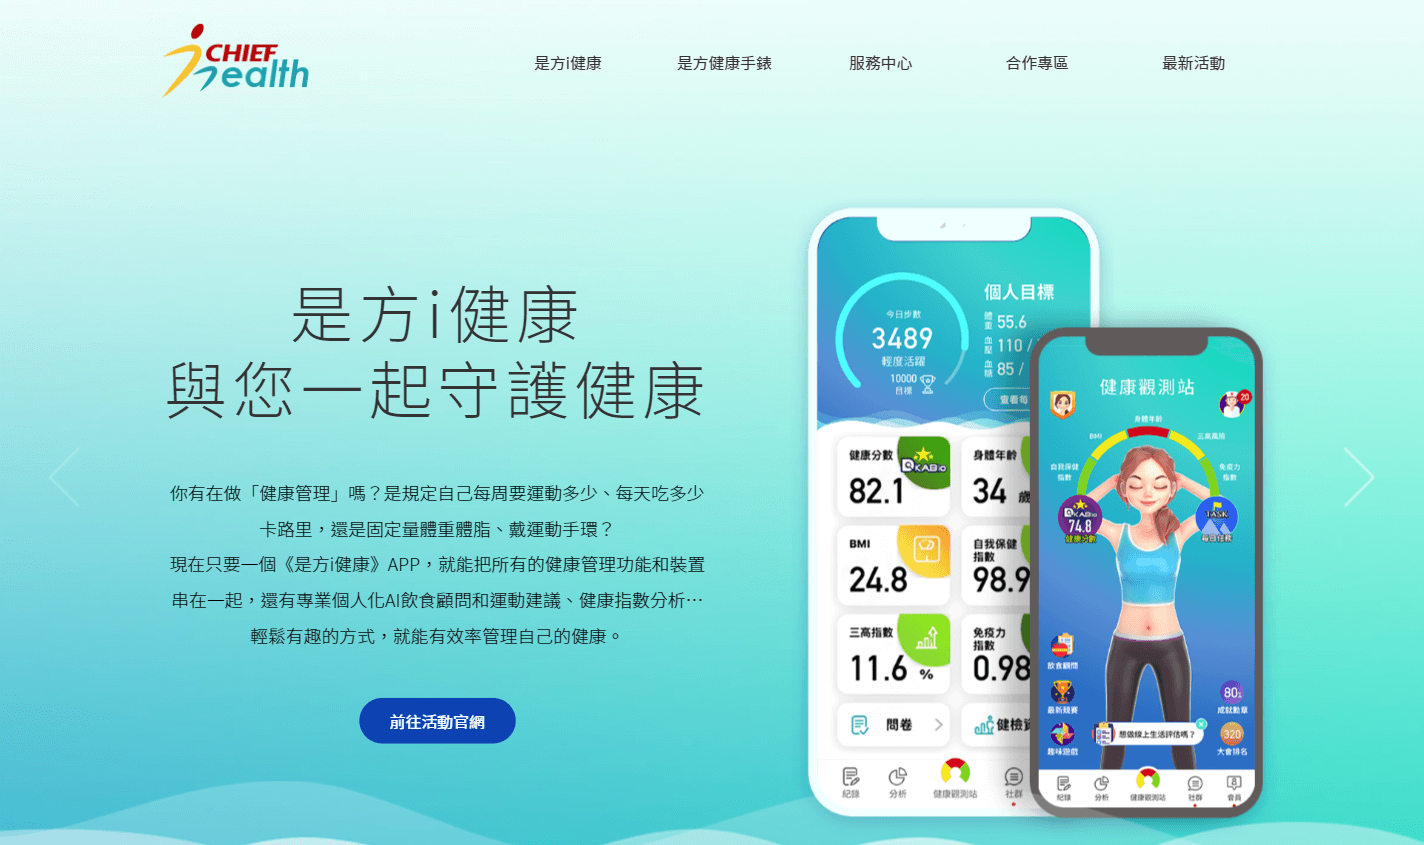 CHIEF
Health
是方i健康
是方健康手錶
服務中心
合作專區
最新活動
是方i健康
與您一起守護健康
你有在做「健康管理」嗎？是規定自己每周要運動多少、每天吃多少
卡路里，還是固定量體重體脂、戴運動手環？
現在只要一個《是方i健康》APP，就能把所有的健康管理功能和裝置
串在一起，還有專業個人化AI飲食顧問和運動建議、健康指數分析…
輕鬆有趣的方式，就能有效率管理自己的健康。
前往活動官網
今日步數
3489
輕度活躍
10000
目標
個人目標
體重 55.6
血壓 110 /
血糖 85 /
查看每
健康分數
KABio
82.1
身體年齡
34 歲
BMI
24.8
自我保健
指數
98.9
三高指數
11.6 %
免疫力
指數
0.98
問卷
健檢資
紀錄
分析
健康觀測站
社群
健康觀測站
20
身體年齡
BMI
三高風險
自我保健
指數
免疫力
指數
KABio
74.8
健康分數
TASK
每日任務
飲食顧問
最新競賽
趣味遊戲
80
成就勳章
320
大會排名
想做線上生活評估嗎？
紀錄
分析
健康觀測站
社群
會員